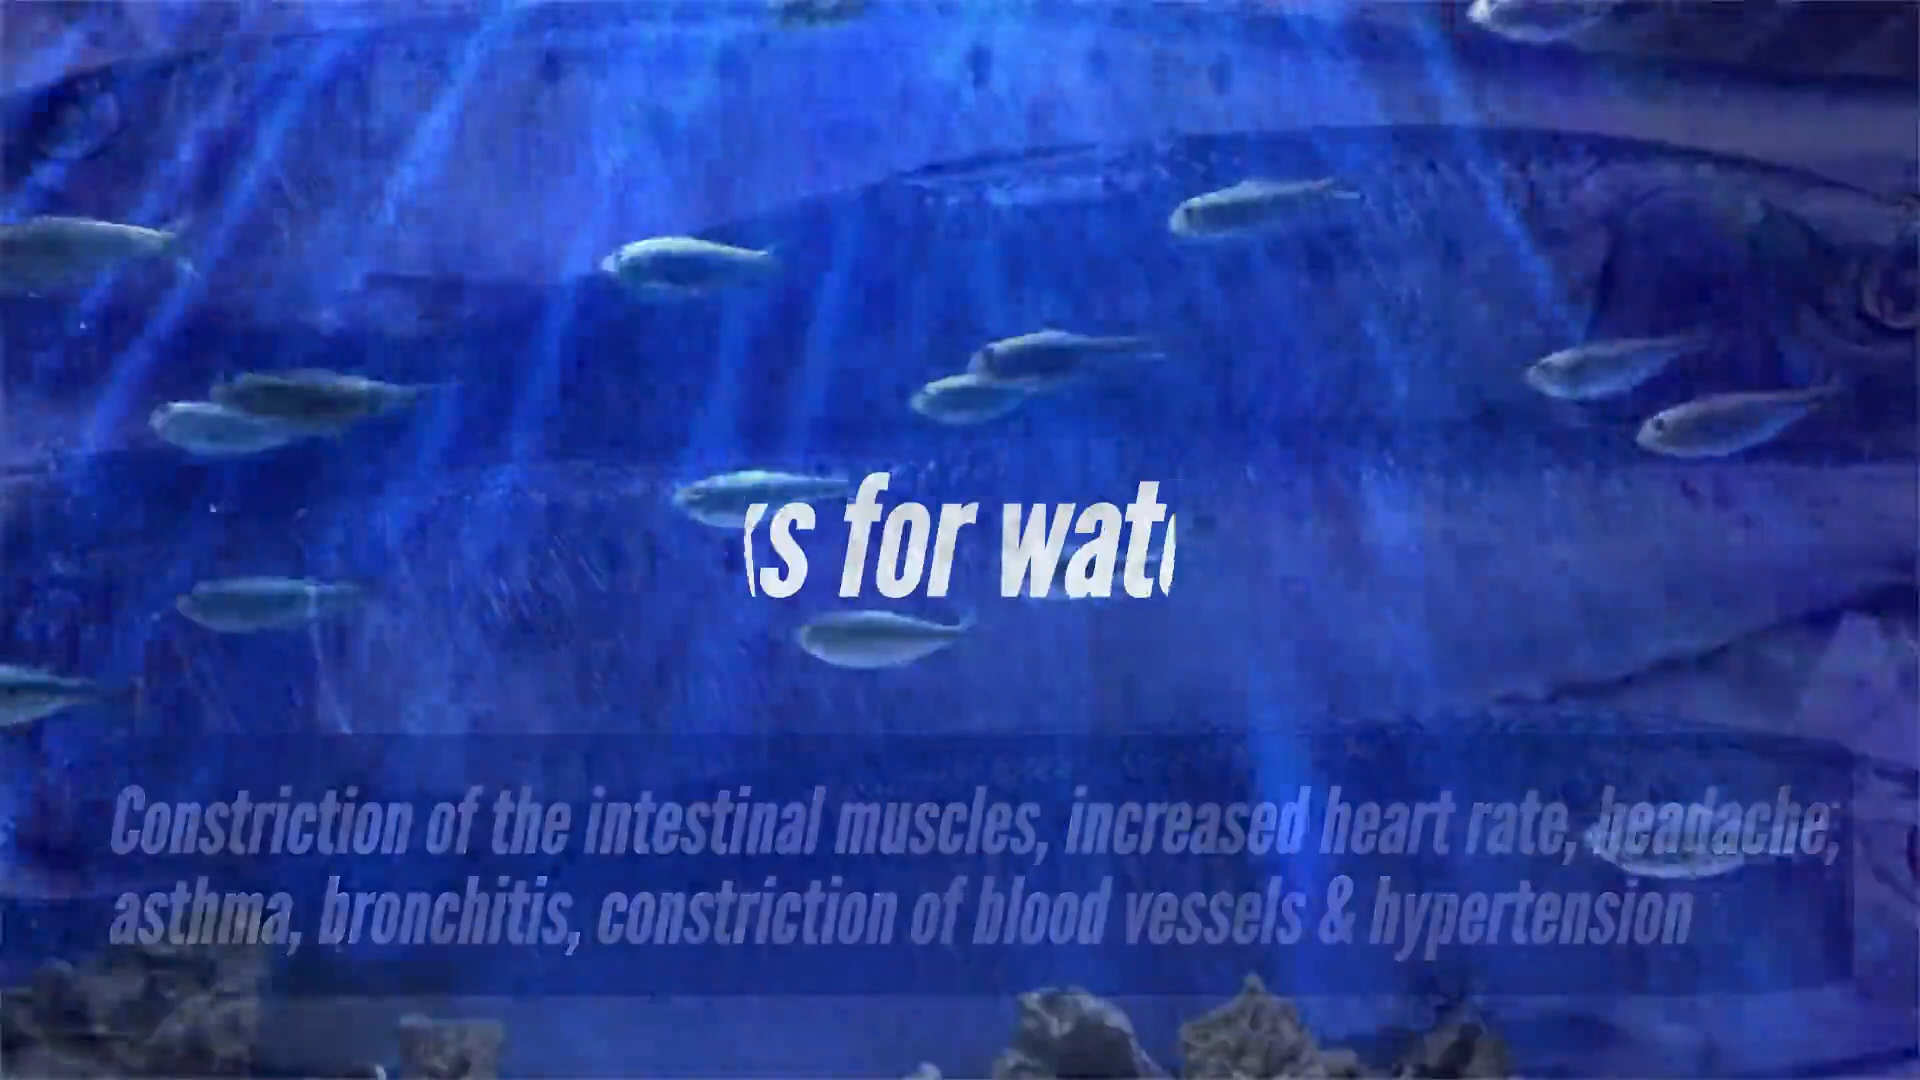 s for wat
Constriction of the intestinal muscles, increased heart rate, headache;
asthma, bronchitis, constriction of blood vessels & hypertension